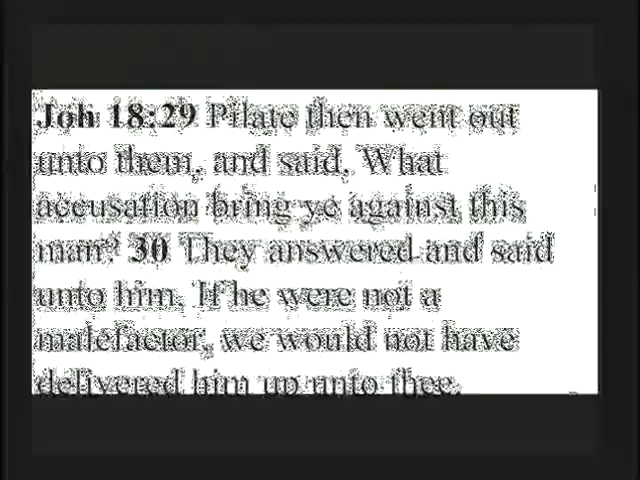 Joh 18:29 Pilate then went out
unto them, and said, What
accusation bring ye against this
man? 30 They answered and said
unto him, If he were not a
malefactor, we would not have
delivered him up unto thee.